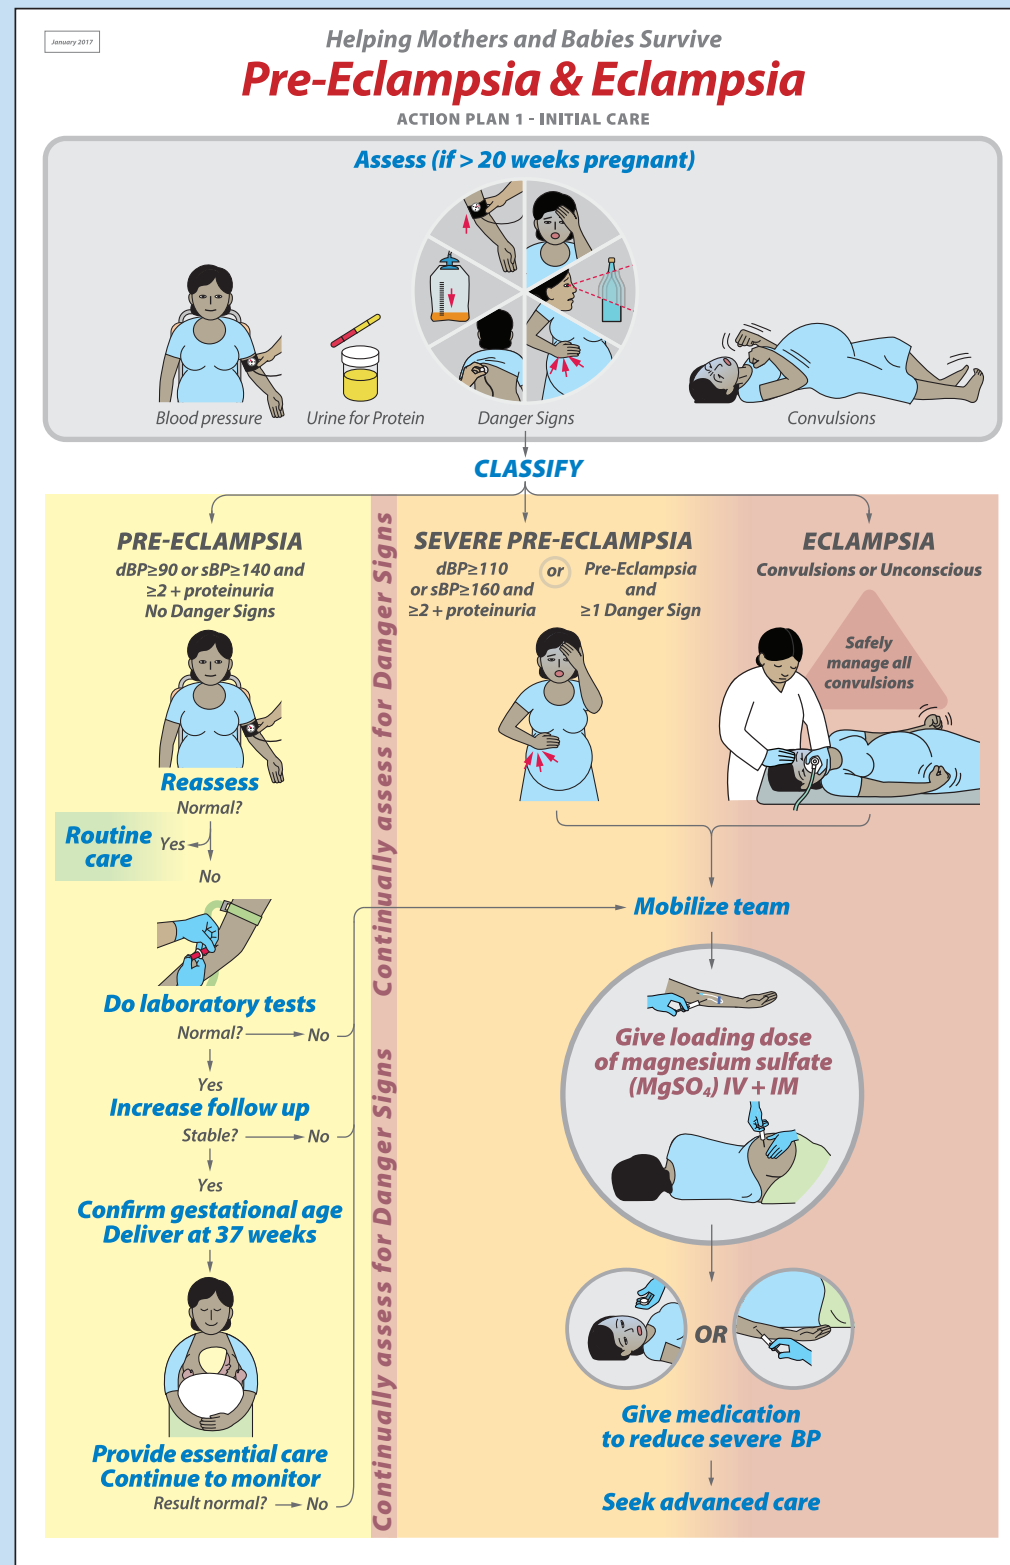 January 2017
Helping Mothers and Babies Survive
Pre-Eclampsia & Eclampsia
ACTION PLAN 1 - INITIAL CARE
Assess (if > 20 weeks pregnant)
Blood pressure
Urine for Protein
Danger Signs
Convulsions
CLASSIFY
PRE-ECLAMPSIA
dBP≥90 or sBP≥140 and
≥2 + proteinuria
No Danger Signs
Reassess
Normal?
Yes
Routine
care
No
Do laboratory tests
Normal?
No
Yes
Increase follow up
Stable?
No
Yes
Confirm gestational age
Deliver at 37 weeks
Provide essential care
Continue to monitor
Result normal?
No
Continually assess for Danger Signs
Continually assess for Danger Signs
SEVERE PRE-ECLAMPSIA
dBP≥110
or sBP≥160 and
≥2 + proteinuria
or
Pre-Eclampsia
and
≥1 Danger Sign
ECLAMPSIA
Convulsions or Unconscious
Safely
manage all
convulsions
Mobilize team
Give loading dose
of magnesium sulfate
(MgSO₄) IV + IM
OR
Give medication
to reduce severe BP
Seek advanced care